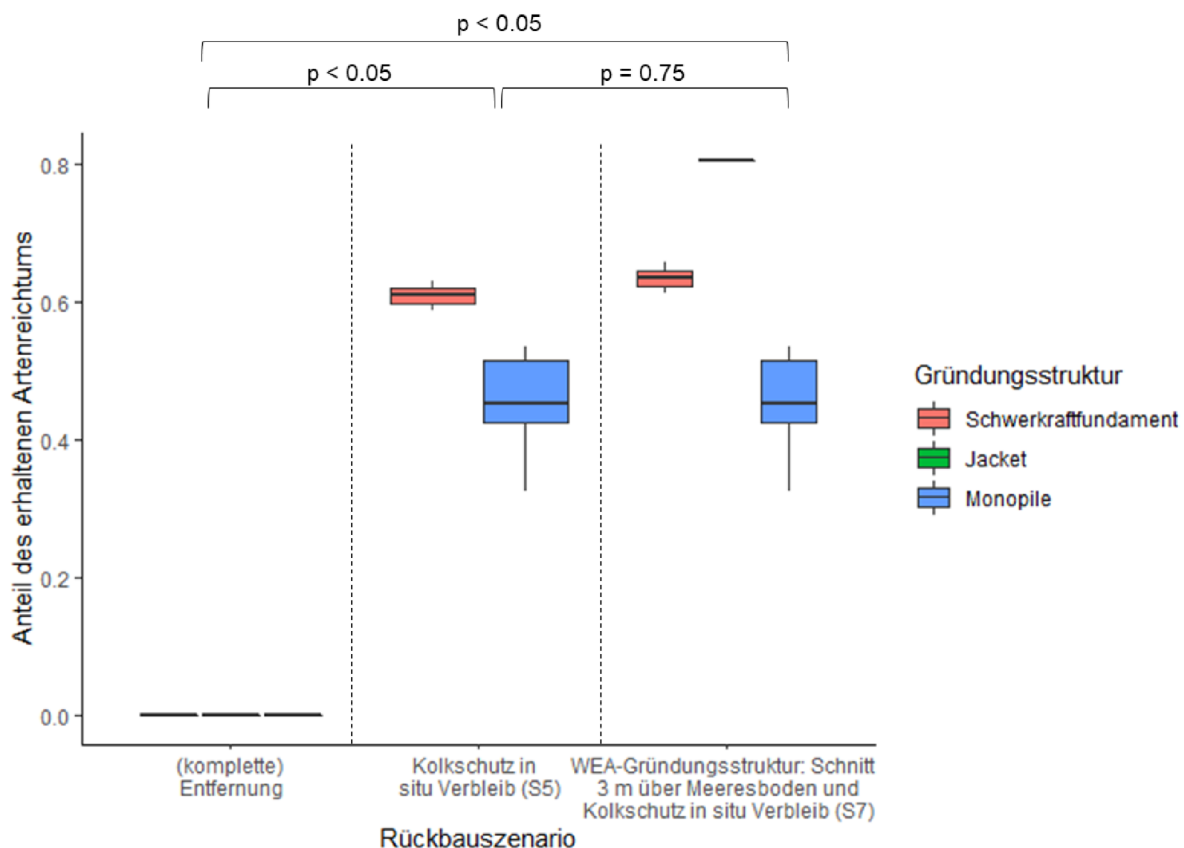 p < 0.05
p < 0.05
p = 0.75
Anteil des erhaltenen Artenreichtums
0.8
0.6
0.4
0.2
0.0
(komplette)
Entfernung
Kolkschutz in
situ Verbleib (S5)
WEA-Gründungsstruktur: Schnitt
3 m über Meeresboden und
Kolkschutz in situ Verbleib (S7)
Rückbauszenario
Gründungsstruktur
Schwerkraftfundament
Jacket
Monopile